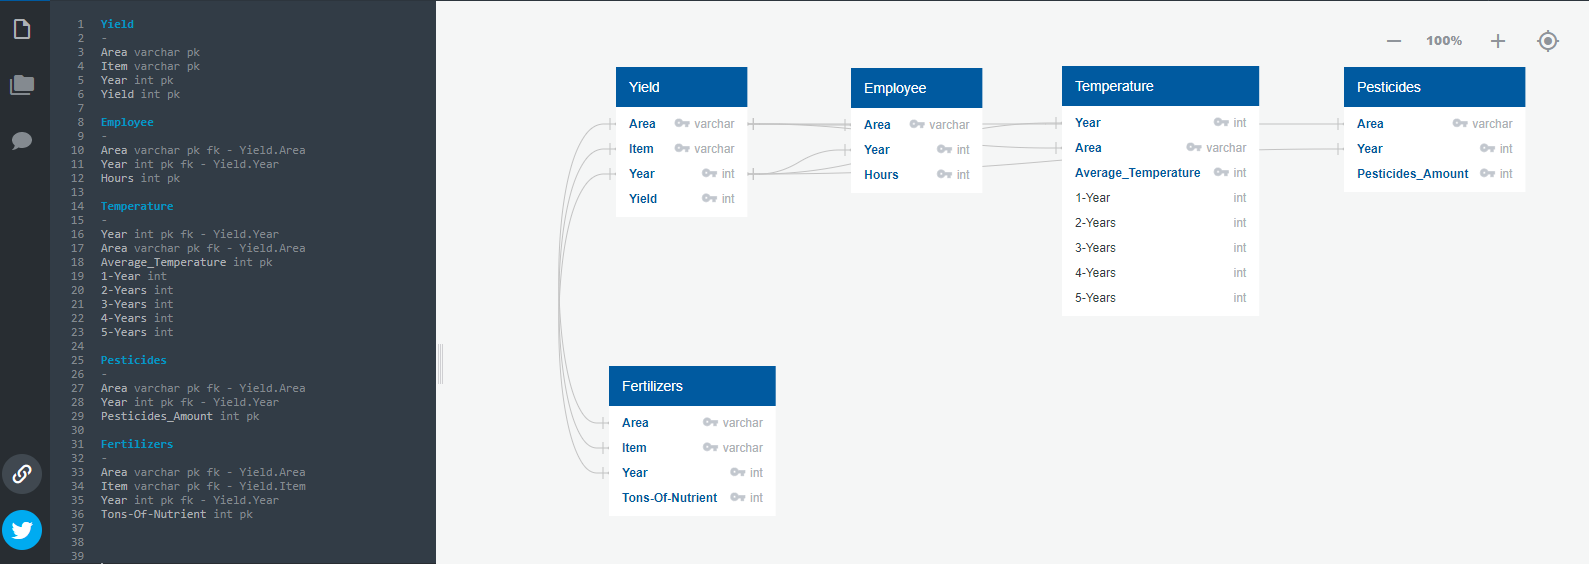 1 Yield
2 -
3 Area varchar pk
4 Item varchar pk
5 Year int pk
6 Yield int pk
7
8 Employee
9 -
10 Area varchar pk fk - Yield.Area
11 Year int pk fk - Yield.Year
12 Hours int pk
13
14 Temperature
15 -
16 Year int pk fk - Yield.Year
17 Area varchar pk fk - Yield.Area
18 Average_Temperature int pk
19 1-Year int
20 2-Years int
21 3-Years int
22 4-Years int
23 5-Years int
24
25 Pesticides
26 -
27 Area varchar pk fk - Yield.Area
28 Year int pk fk - Yield.Year
29 Pesticides_Amount int pk
30
31 Fertilizers
32 -
33 Area varchar pk fk - Yield.Area
34 Item varchar pk fk - Yield.Item
35 Year int pk fk - Yield.Year
36 Tons-Of-Nutrient int pk
37
38
39
100%
Yield
Area varchar
Item varchar
Year int
Yield int
Employee
Area varchar
Year int
Hours int
Temperature
Year int
Area varchar
Average_Temperature int
1-Year int
2-Years int
3-Years int
4-Years int
5-Years int
Pesticides
Area varchar
Year int
Pesticides_Amount int
Fertilizers
Area varchar
Item varchar
Year int
Tons-Of-Nutrient int